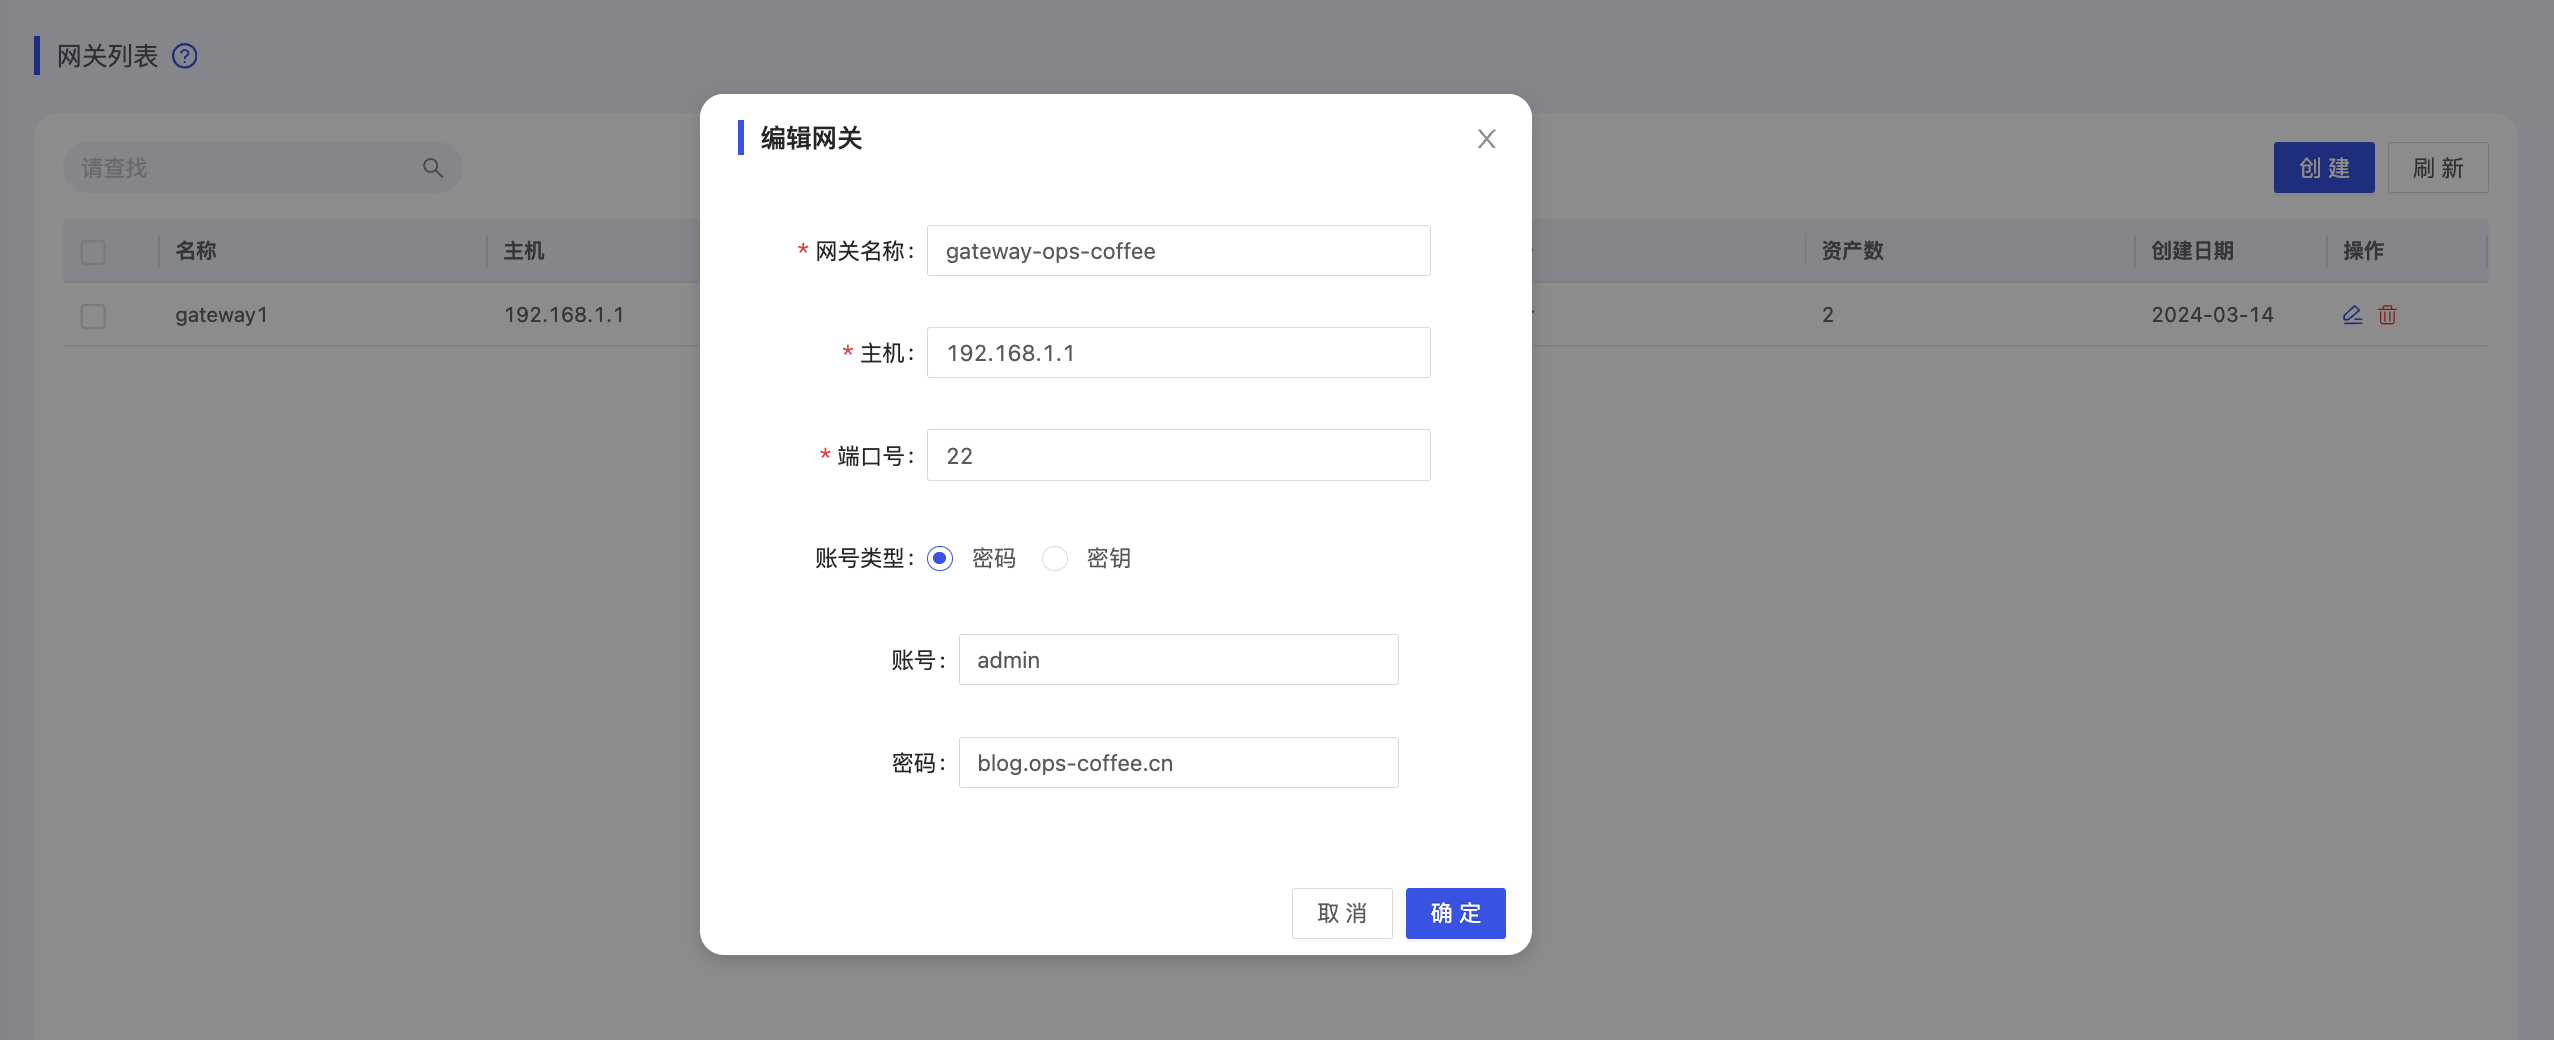 网关列表
编辑网关
请查找
创 建
刷 新
名称
主机
资产数
创建日期
操作
gateway1
192.168.1.1
2
2024-03-14
* 网关名称:
gateway-ops-coffee
* 主机:
192.168.1.1
* 端口号:
22
账号类型:
密码
密钥
账号:
admin
密码:
blog.ops-coffee.cn
取 消
确 定